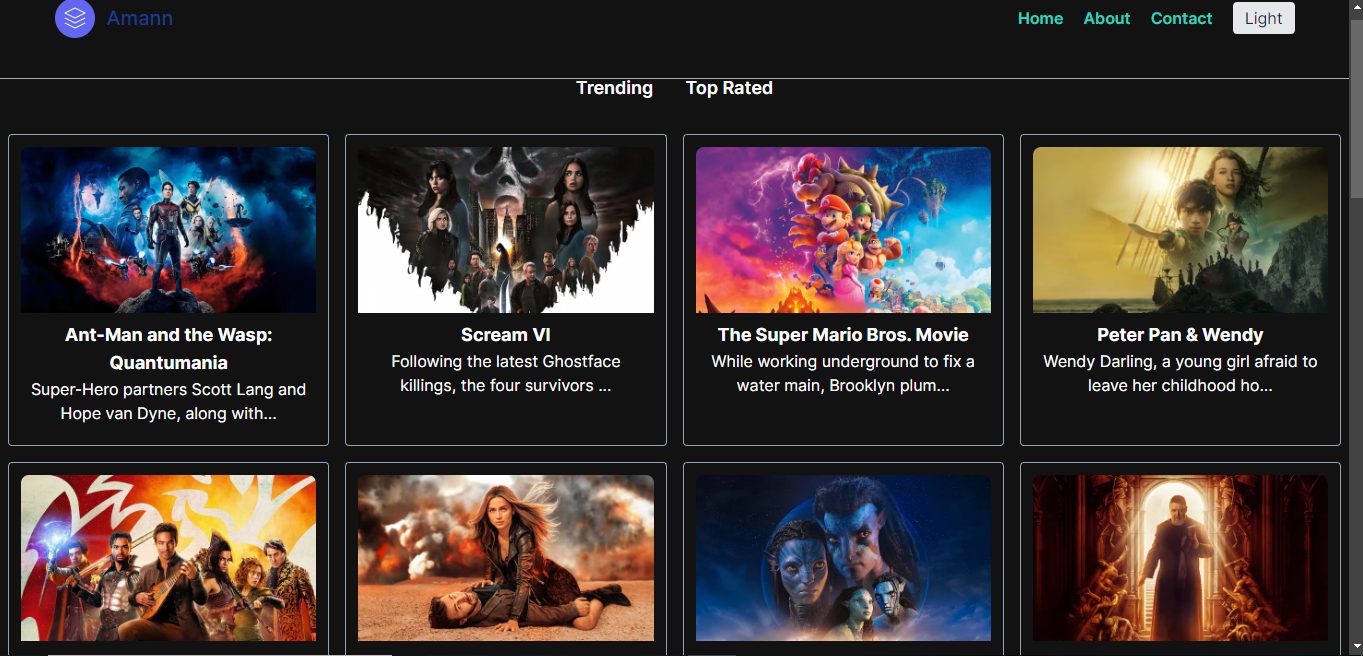 Amann
Home About Contact Light
Trending Top Rated
Ant-Man and the Wasp:
Quantumania
Super-Hero partners Scott Lang and
Hope van Dyne, along with...
Scream VI
Following the latest Ghostface
killings, the four survivors ...
The Super Mario Bros. Movie
While working underground to fix a
water main, Brooklyn plum...
Peter Pan & Wendy
Wendy Darling, a young girl afraid to
leave her childhood ho...